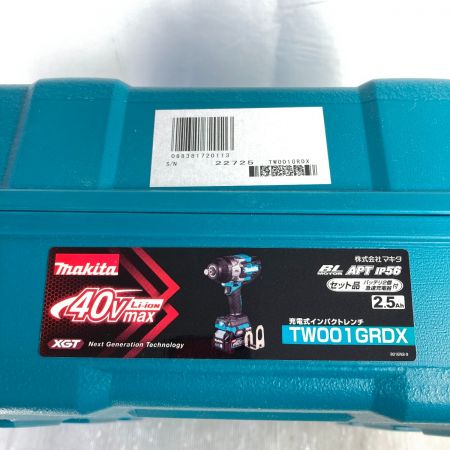 088381720113
S/N 22725 TW001GRDX
makita
40Vmax Li-ion
XGT Next Generation Technology
株式会社マキタ
BL MOTOR APT IP56
セット品 バッテリ2個 急速充電器付
2.5Ah
充電式インパクトレンチ
TW001GRDX